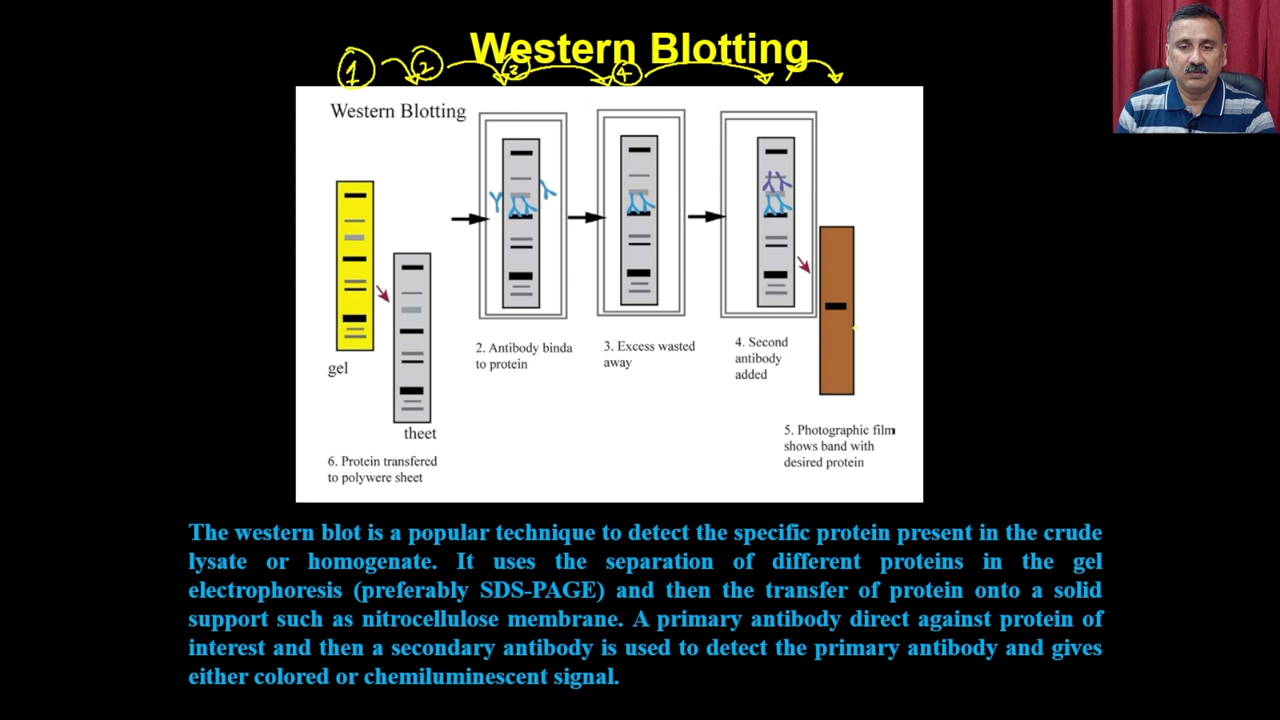 Western Blotting
1 2 3 4
Western Blotting
gel
theet
6. Protein transfered
to polywere sheet
2. Antibody binda
to protein
3. Excess wasted
away
4. Second
antibody
added
5. Photographic film
shows band with
desired protein
The western blot is a popular technique to detect the specific protein present in the crude
lysate or homogenate. It uses the separation of different proteins in the gel
electrophoresis (preferably SDS-PAGE) and then the transfer of protein onto a solid
support such as nitrocellulose membrane. A primary antibody direct against protein of
interest and then a secondary antibody is used to detect the primary antibody and gives
either colored or chemiluminescent signal.